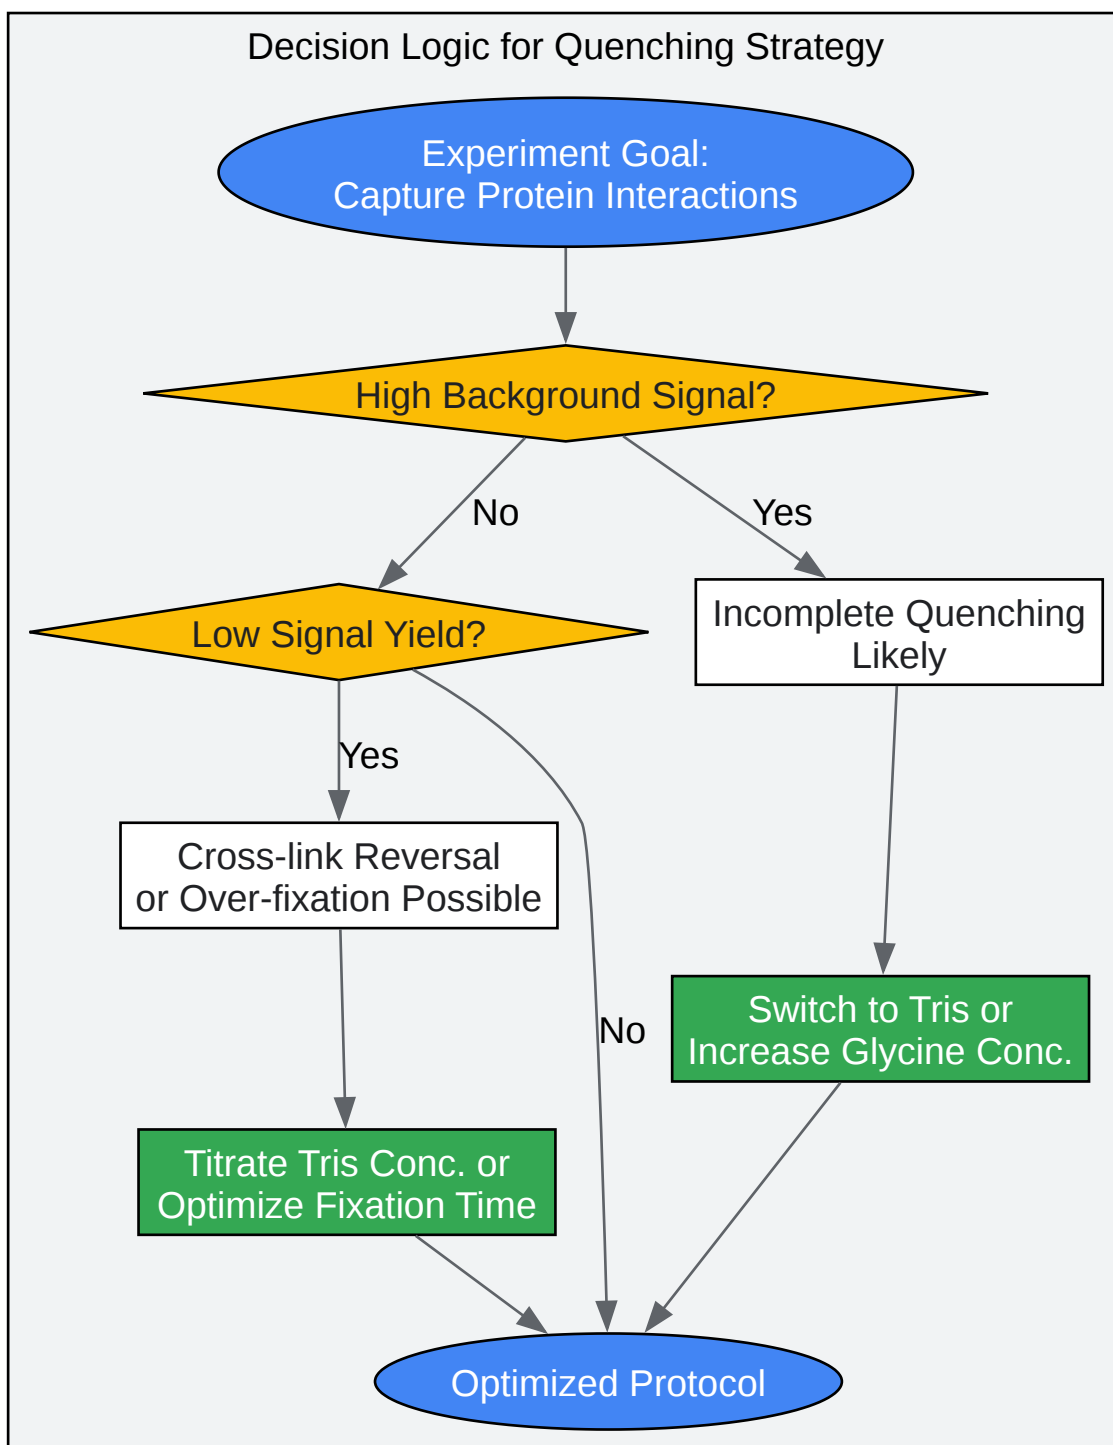 Decision Logic for Quenching Strategy
Experiment Goal:
Capture Protein Interactions
High Background Signal?
No
Yes
Low Signal Yield?
Incomplete Quenching
Likely
Yes
Cross-link Reversal
or Over-fixation Possible
No
Switch to Tris or
Increase Glycine Conc.
Titrate Tris Conc. or
Optimize Fixation Time
Optimized Protocol